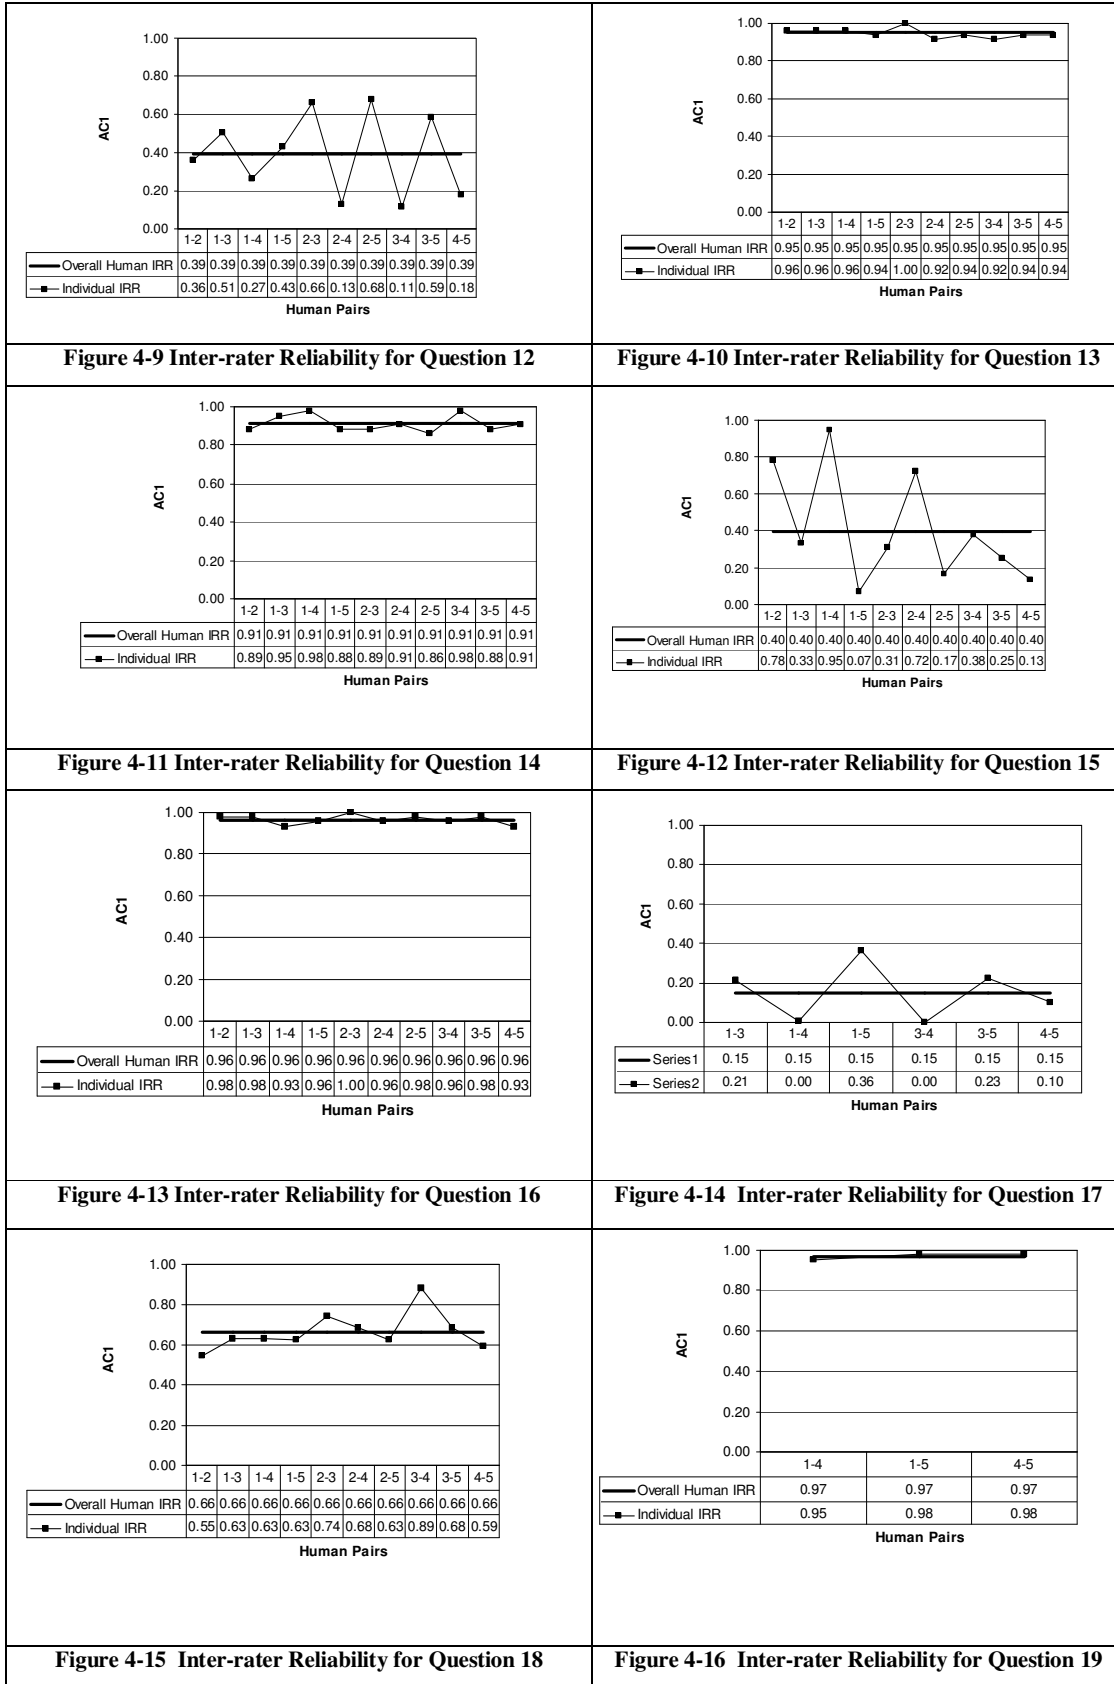 1.00
0.80
0.60
0.40
0.20
0.00
AC1
1-2 1-3 1-4 1-5 2-3 2-4 2-5 3-4 3-5 4-5
Overall Human IRR 0.39 0.39 0.39 0.39 0.39 0.39 0.39 0.39 0.39 0.39
Individual IRR 0.36 0.51 0.27 0.43 0.66 0.13 0.68 0.11 0.59 0.18
Human Pairs
Figure 4-9 Inter-rater Reliability for Question 12
1.00
0.80
0.60
0.40
0.20
0.00
AC1
1-2 1-3 1-4 1-5 2-3 2-4 2-5 3-4 3-5 4-5
Overall Human IRR 0.95 0.95 0.95 0.95 0.95 0.95 0.95 0.95 0.95 0.95
Individual IRR 0.96 0.96 0.96 0.94 1.00 0.92 0.94 0.92 0.94 0.94
Human Pairs
Figure 4-10 Inter-rater Reliability for Question 13
1.00
0.80
0.60
0.40
0.20
0.00
AC1
1-2 1-3 1-4 1-5 2-3 2-4 2-5 3-4 3-5 4-5
Overall Human IRR 0.91 0.91 0.91 0.91 0.91 0.91 0.91 0.91 0.91 0.91
Individual IRR 0.89 0.95 0.98 0.88 0.89 0.91 0.86 0.98 0.88 0.91
Human Pairs
Figure 4-11 Inter-rater Reliability for Question 14
1.00
0.80
0.60
0.40
0.20
0.00
AC1
1-2 1-3 1-4 1-5 2-3 2-4 2-5 3-4 3-5 4-5
Overall Human IRR 0.40 0.40 0.40 0.40 0.40 0.40 0.40 0.40 0.40 0.40
Individual IRR 0.78 0.33 0.95 0.07 0.31 0.72 0.17 0.38 0.25 0.13
Human Pairs
Figure 4-12 Inter-rater Reliability for Question 15
1.00
0.80
0.60
0.40
0.20
0.00
AC1
1-2 1-3 1-4 1-5 2-3 2-4 2-5 3-4 3-5 4-5
Overall Human IRR 0.96 0.96 0.96 0.96 0.96 0.96 0.96 0.96 0.96 0.96
Individual IRR 0.98 0.98 0.93 0.96 1.00 0.96 0.98 0.96 0.98 0.93
Human Pairs
Figure 4-13 Inter-rater Reliability for Question 16
1.00
0.80
0.60
0.40
0.20
0.00
AC1
1-3 1-4 1-5 3-4 3-5 4-5
Series1 0.15 0.15 0.15 0.15 0.15 0.15
Series2 0.21 0.00 0.36 0.00 0.23 0.10
Human Pairs
Figure 4-14 Inter-rater Reliability for Question 17
1.00
0.80
0.60
0.40
0.20
0.00
AC1
1-2 1-3 1-4 1-5 2-3 2-4 2-5 3-4 3-5 4-5
Overall Human IRR 0.66 0.66 0.66 0.66 0.66 0.66 0.66 0.66 0.66 0.66
Individual IRR 0.55 0.63 0.63 0.63 0.74 0.68 0.63 0.89 0.68 0.59
Human Pairs
Figure 4-15 Inter-rater Reliability for Question 18
1.00
0.80
0.60
0.40
0.20
0.00
AC1
1-4 1-5 4-5
Overall Human IRR 0.97 0.97 0.97
Individual IRR 0.95 0.98 0.98
Human Pairs
Figure 4-16 Inter-rater Reliability for Question 19